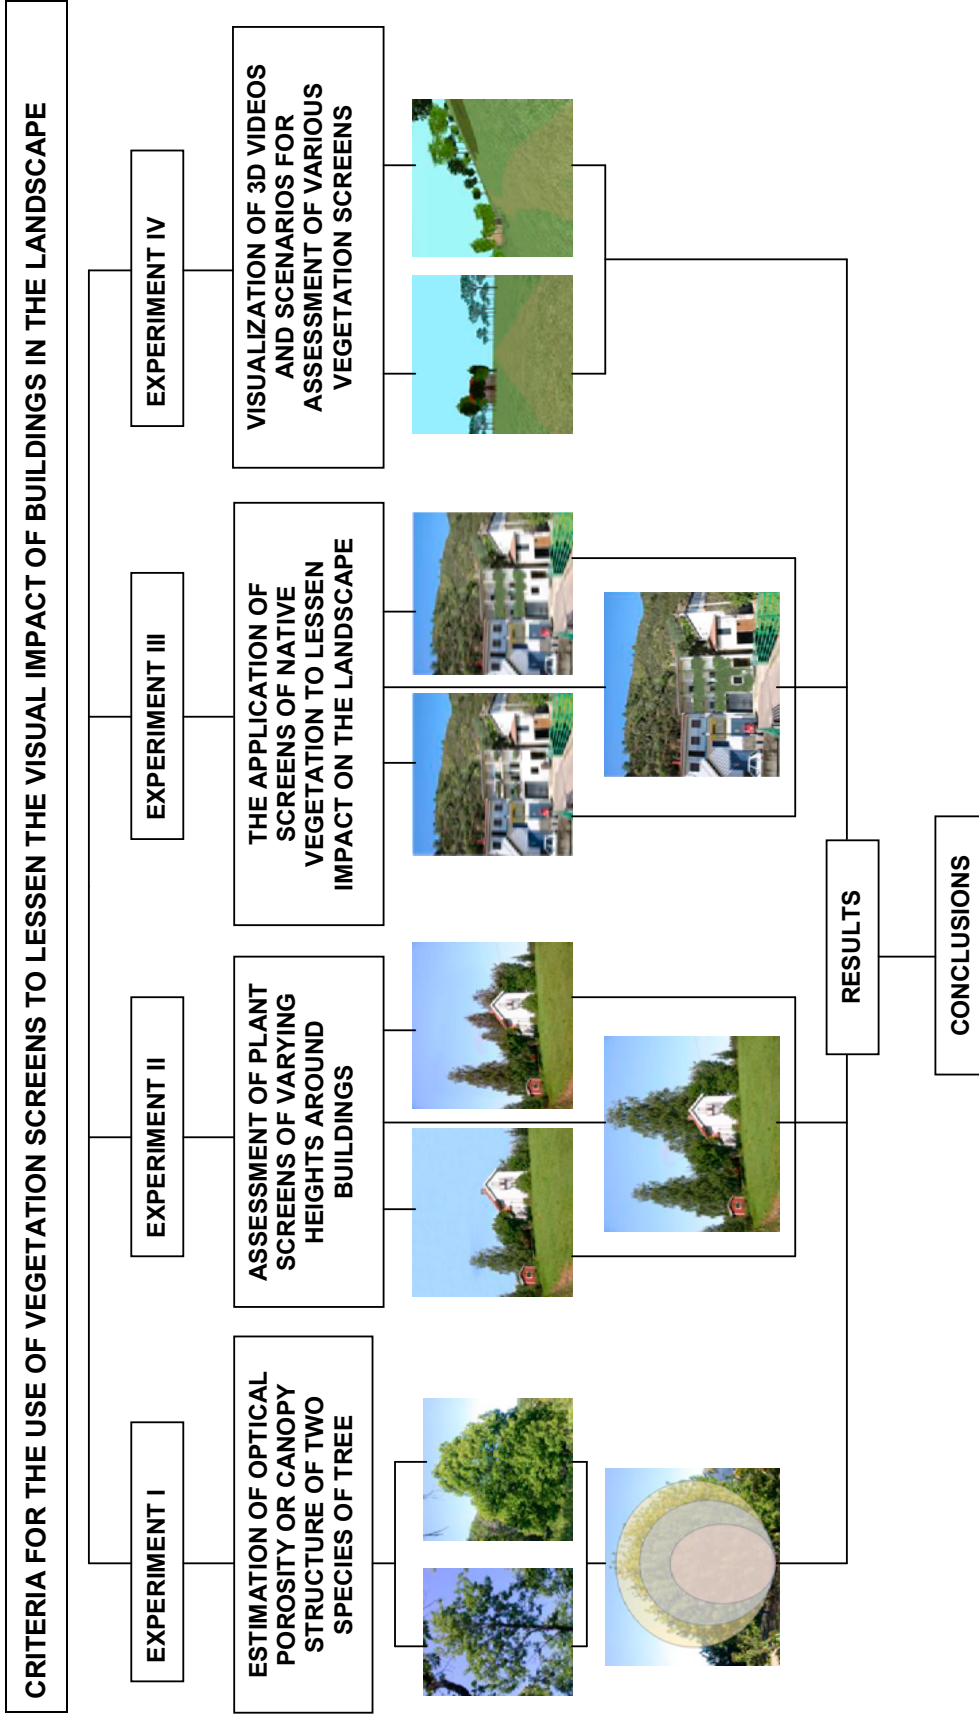 CRITERIA FOR THE USE OF VEGETATION SCREENS TO LESSEN THE VISUAL IMPACT OF BUILDINGS IN THE LANDSCAPE
EXPERIMENT I
ESTIMATION OF OPTICAL
POROSITY OR CANOPY
STRUCTURE OF TWO
SPECIES OF TREE
EXPERIMENT II
ASSESSMENT OF PLANT
SCREENS OF VARYING
HEIGHTS AROUND
BUILDINGS
EXPERIMENT III
THE APPLICATION OF
SCREENS OF NATIVE
VEGETATION TO LESSEN
IMPACT ON THE LANDSCAPE
EXPERIMENT IV
VISUALIZATION OF 3D VIDEOS
AND SCENARIOS FOR
ASSESSMENT OF VARIOUS
VEGETATION SCREENS
RESULTS
CONCLUSIONS